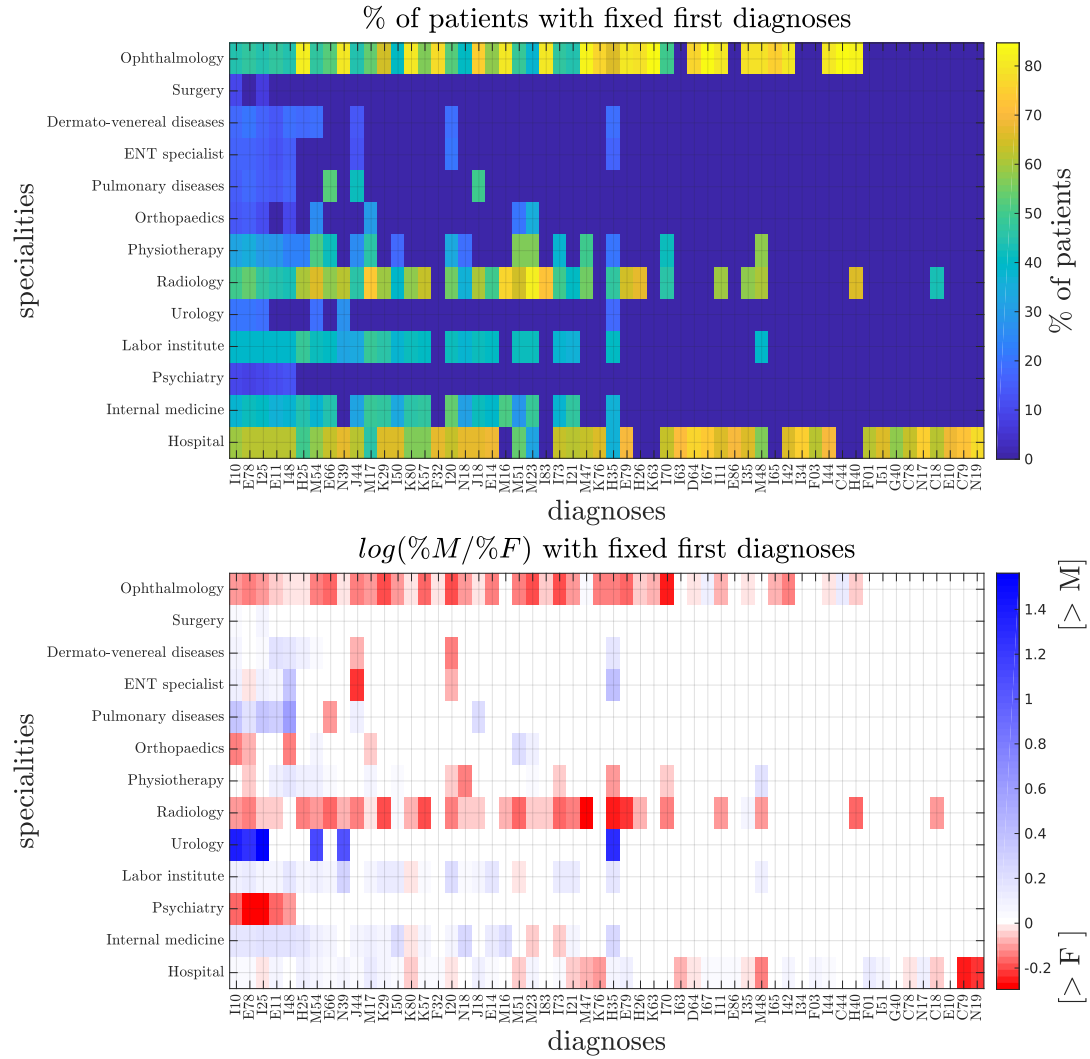 % of patients with fixed first diagnoses
specialities
Ophthalmology
Surgery
Dermato-venereal diseases
ENT specialist
Pulmonary diseases
Orthopaedics
Physiotherapy
Radiology
Urology
Labor institute
Psychiatry
Internal medicine
Hospital
I10 E78 I25 E11 I48 H25 M54 E66 N39 J44 M17 K29 I50 K80 K57 F32 I20 N18 J18 E14 M16 M51 M23 I83 I73 I21 M47 K76 H35 E79 H26 K63 I70 I63 D64 I67 I11 E86 I35 M48 I65 I42 I34 F03 I44 C44 H40 F01 I51 G40 C78 N17 C18 E10 C79 N19
diagnoses
80
70
60
50
40
30
20
10
0
% of patients
log(%M/%F) with fixed first diagnoses
specialities
Ophthalmology
Surgery
Dermato-venereal diseases
ENT specialist
Pulmonary diseases
Orthopaedics
Physiotherapy
Radiology
Urology
Labor institute
Psychiatry
Internal medicine
Hospital
I10 E78 I25 E11 I48 H25 M54 E66 N39 J44 M17 K29 I50 K80 K57 F32 I20 N18 J18 E14 M16 M51 M23 I83 I73 I21 M47 K76 H35 E79 H26 K63 I70 I63 D64 I67 I11 E86 I35 M48 I65 I42 I34 F03 I44 C44 H40 F01 I51 G40 C78 N17 C18 E10 C79 N19
diagnoses
1.4
1.2
1
0.8
0.6
0.4
0.2
0
-0.2
[> M]
[> F ]